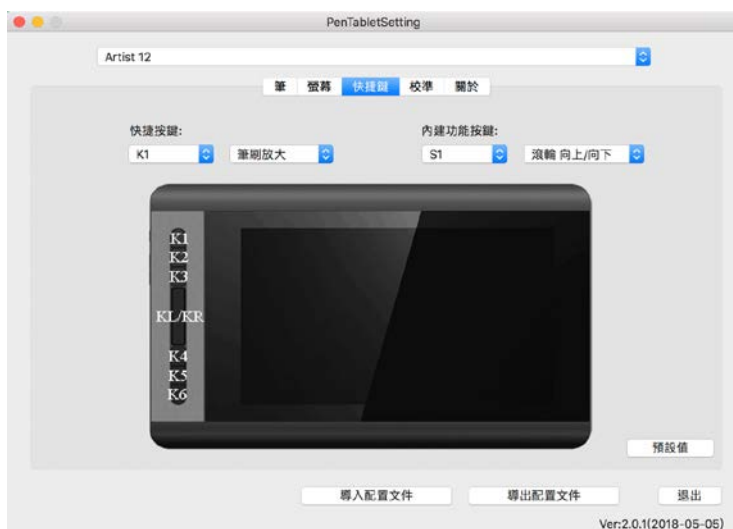 PenTabletSetting
Artist 12
筆 螢幕 快捷鍵 校準 關於
快捷按鍵: 內建功能按鍵:
K1 筆刷放大 S1 滾輪 向上/向下
K1
K2
K3
KL/KR
K4
K5
K6
預設值
導入配置文件 導出配置文件 退出
Ver:2.0.1(2018-05-05)